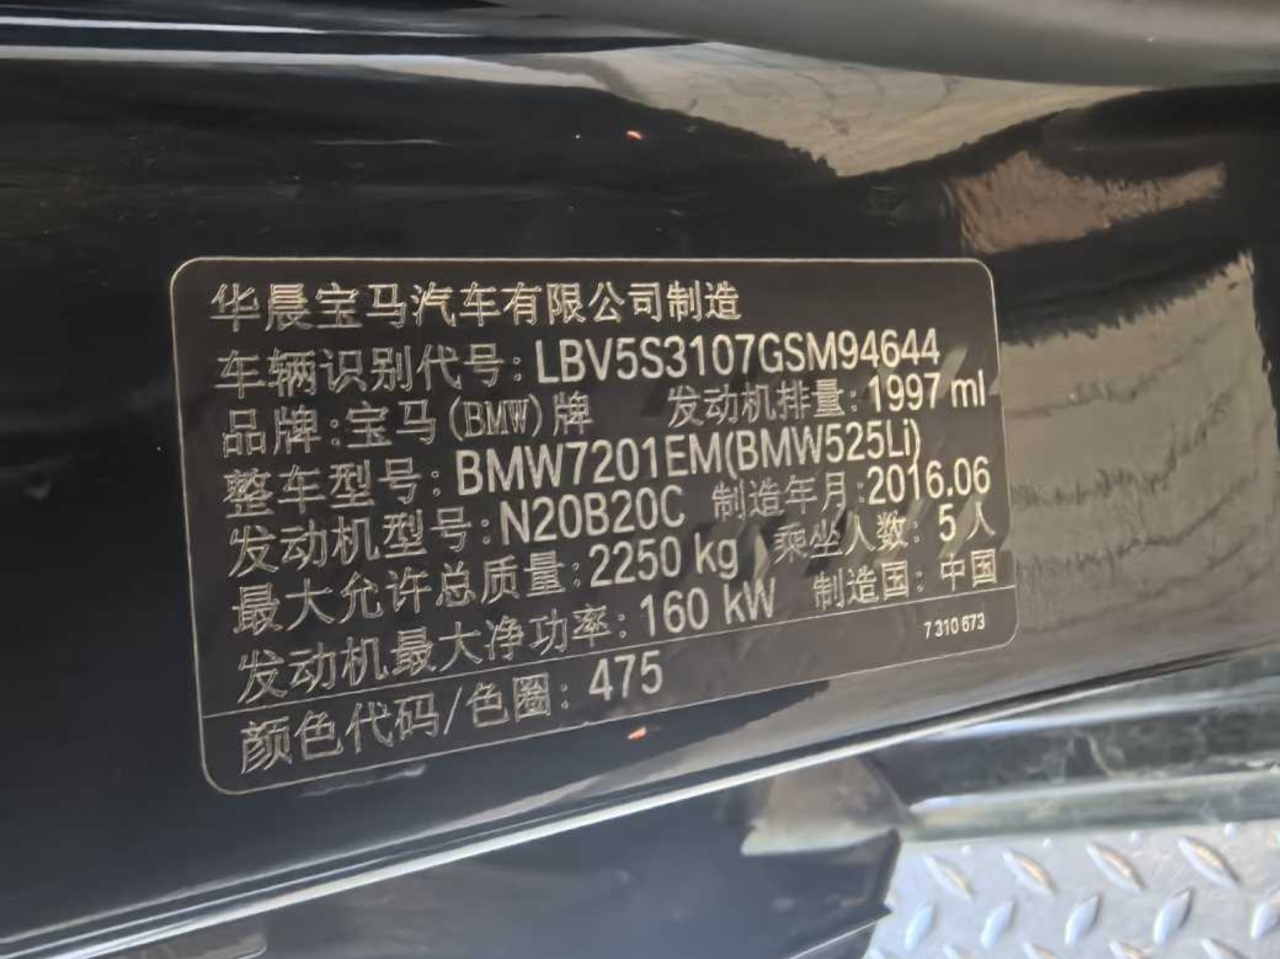 华晨宝马汽车有限公司制造
车辆识别代号: LBV5S3107GSM94644
品牌:宝马(BMW)牌 发动机排量: 1997 ml
整车型号: BMW7201EM(BMW525Li)
发动机型号: N20B20C 制造年月: 2016.06
最大允许总质量: 2250 kg 乘坐人数: 5 人
发动机最大净功率: 160 kW 制造国: 中国
7 310 673
颜色代码/色圈: 475